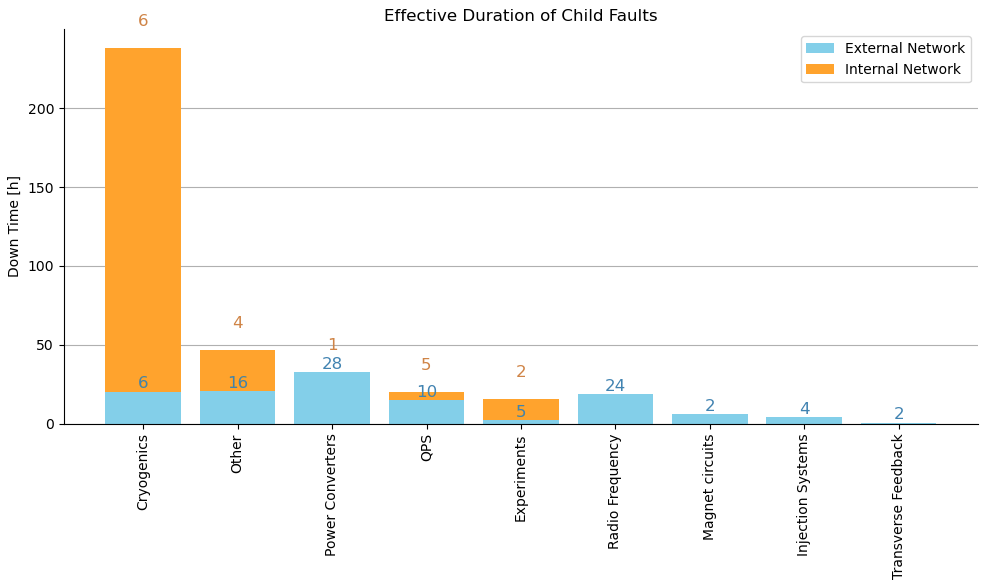 Effective Duration of Child Faults
6
External Network
Internal Network
200
150
100
50
0
Down Time [h]
4
1
28
5
2
6
16
10
5
24
2
4
2
Cryogenics
Other
Power Converters
QPS
Experiments
Radio Frequency
Magnet circuits
Injection Systems
Transverse Feedback